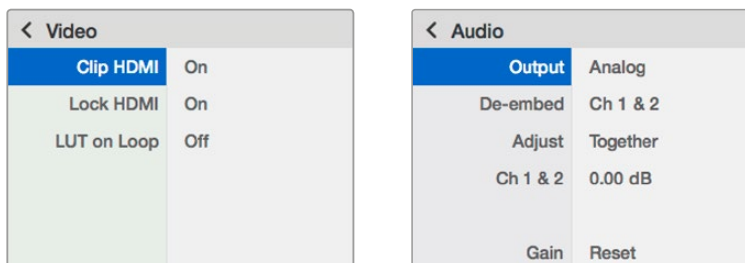 < Video
Clip HDMI On
Lock HDMI On
LUT on Loop Off
< Audio
Output Analog
De-embed Ch 1 & 2
Adjust Together
Ch 1 & 2 0.00 dB
Gain Reset